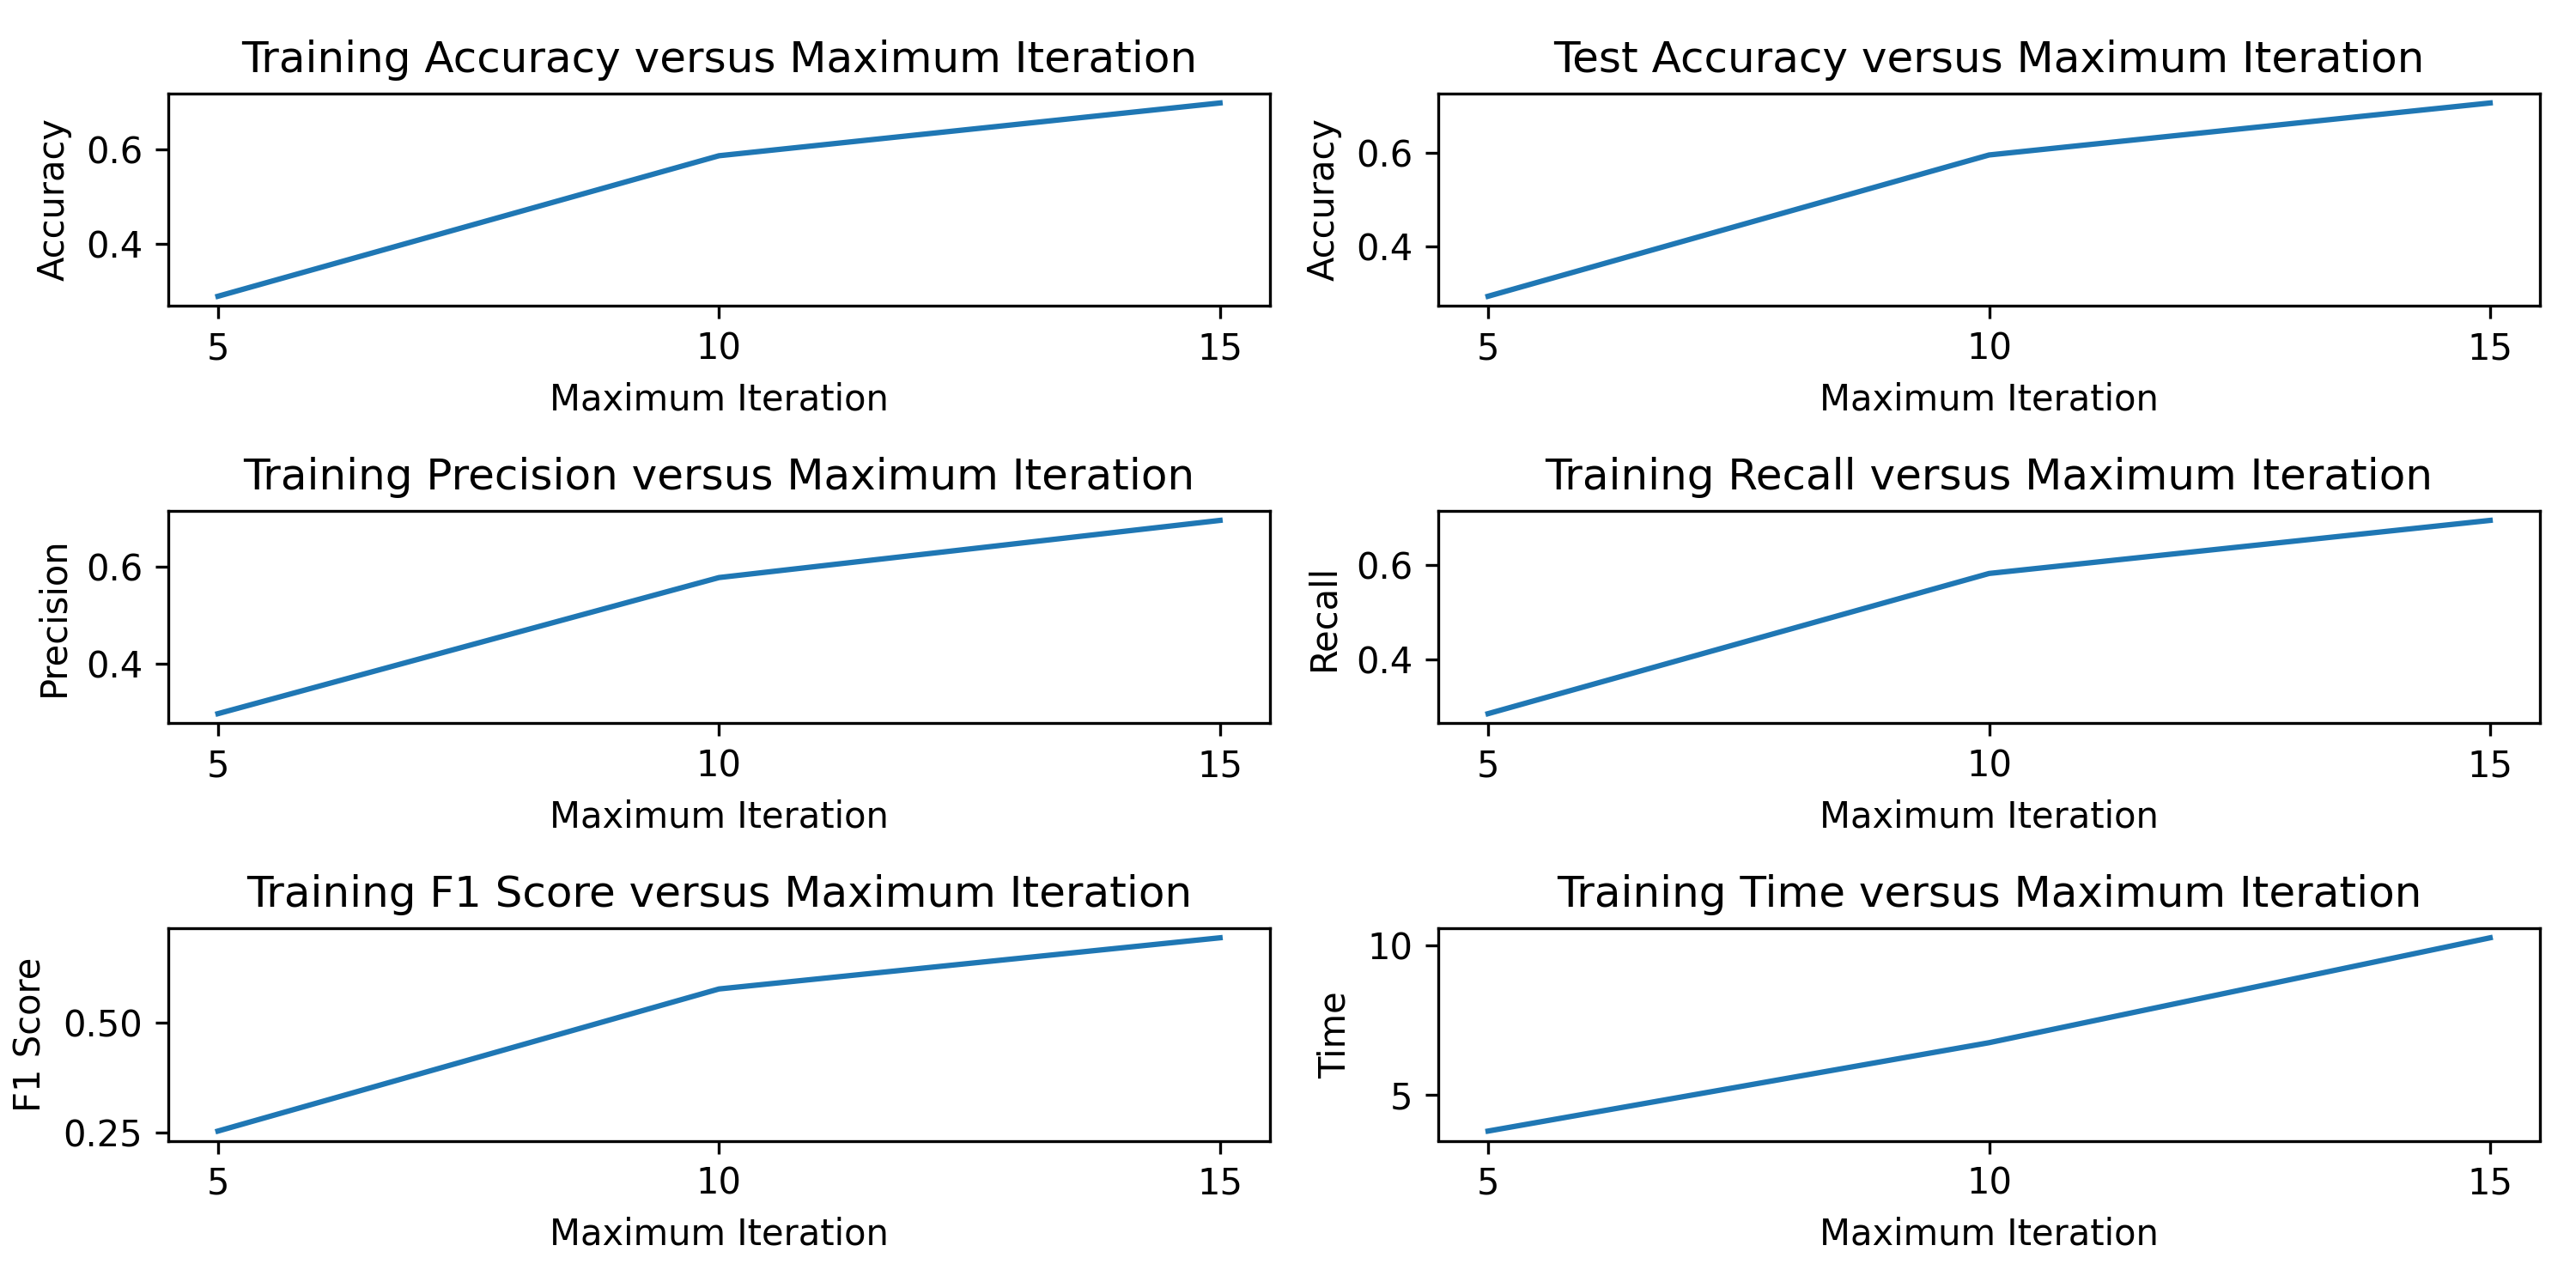 Training Accuracy versus Maximum Iteration
Accuracy
0.6
0.4
5 10 15
Maximum Iteration
Test Accuracy versus Maximum Iteration
Accuracy
0.6
0.4
5 10 15
Maximum Iteration
Training Precision versus Maximum Iteration
Precision
0.6
0.4
5 10 15
Maximum Iteration
Training Recall versus Maximum Iteration
Recall
0.6
0.4
5 10 15
Maximum Iteration
Training F1 Score versus Maximum Iteration
F1 Score
0.50
0.25
5 10 15
Maximum Iteration
Training Time versus Maximum Iteration
Time
10
5
5 10 15
Maximum Iteration